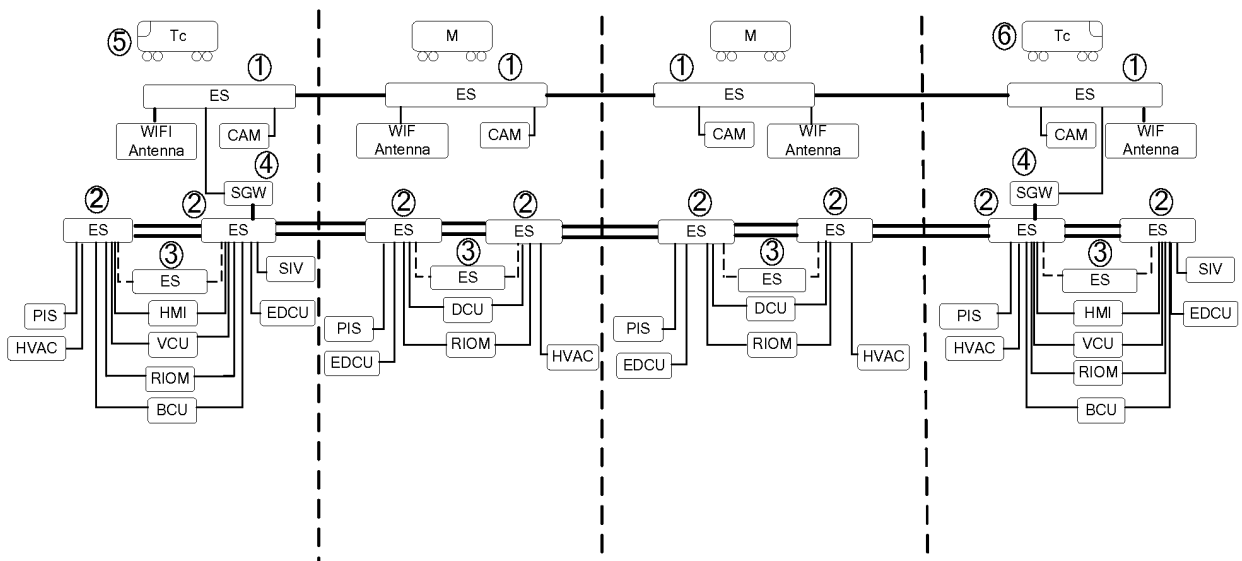 ⑤ Tc M M ⑥ Tc
① ① ① ①
ES ES ES ES
WIFI
Antenna
CAM
WIF
Antenna
CAM
CAM
WIF
Antenna
CAM
WIF
Antenna
④ ④
SGW SGW
② ② ② ② ② ② ② ②
ES ES ES ES ES ES ES ES
③ ③ ③ ③
ES ES ES ES
SIV SIV
PIS HMI EDCU PIS DCU PIS DCU PIS HMI EDCU
HVAC VCU EDCU RIOM HVAC EDCU RIOM HVAC HVAC VCU
RIOM RIOM
BCU BCU